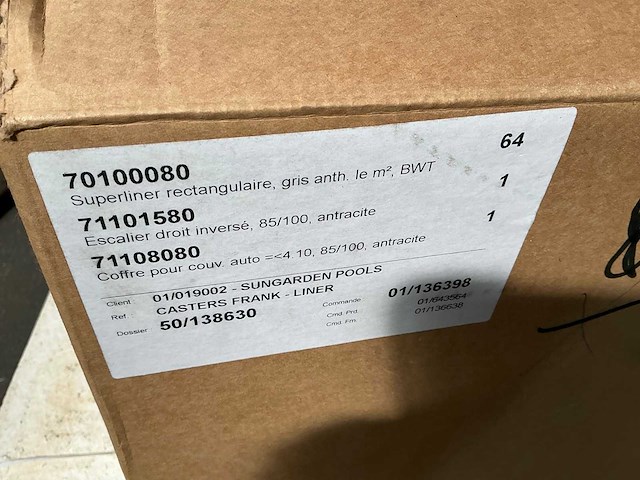 70100080 64
Superliner rectangulaire, gris anth. le m², BWT
71101580 1
Escalier droit inversé, 85/100, antracite
71108080 1
Coffre pour couv. auto =<4.10, 85/100, antracite
Client 01/019002 - SUNGARDEN POOLS
Ref. CASTERS FRANK - LINER
Dossier 50/138630
Commande 01/136398
Cmd. Prd. 01/643564
Cmd. Frn. 01/136638